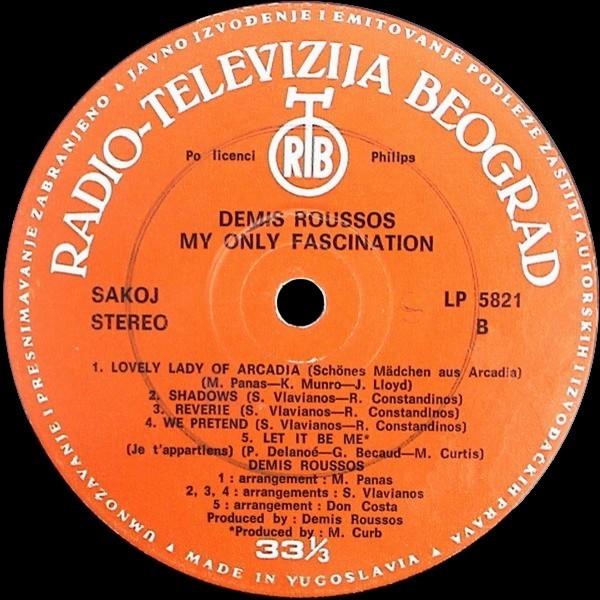 UMNOŽAVANJE I PRESNIMAVANJE ZABRANJENO ▲ JAVNO IZVOĐENJE I EMITOVANJE PODLEŽE ZAŠTITI AUTORSKIH I IZVOĐAČKIH PRAVA ▲
RADIO-TELEVIZIJA BEOGRAD
RTB
Po licenci Philips
DEMIS ROUSSOS
MY ONLY FASCINATION
SAKOJ LP 5821
STEREO B
1. LOVELY LADY OF ARCADIA (Schönes Mädchen aus Arcadia)
(M. Panas—K. Munro—J. Lloyd)
2. SHADOWS (S. Vlavianos—R. Constandinos)
3. REVERIE (S. Vlavianos—R. Constandinos)
4. WE PRETEND (S. Vlavianos—R. Constandinos)
5. LET IT BE ME*
(Je t'appartiens) (P. Delanoé—G. Becaud—M. Curtis)
DEMIS ROUSSOS
1 : arrangement : M. Panas
2, 3, 4 : arrangements : S. Vlavianos
5 : arrangement : Don Costa
Produced by : Demis Roussos
*Produced by : M. Curb
33⅓
▲ MADE IN YUGOSLAVIA ▲